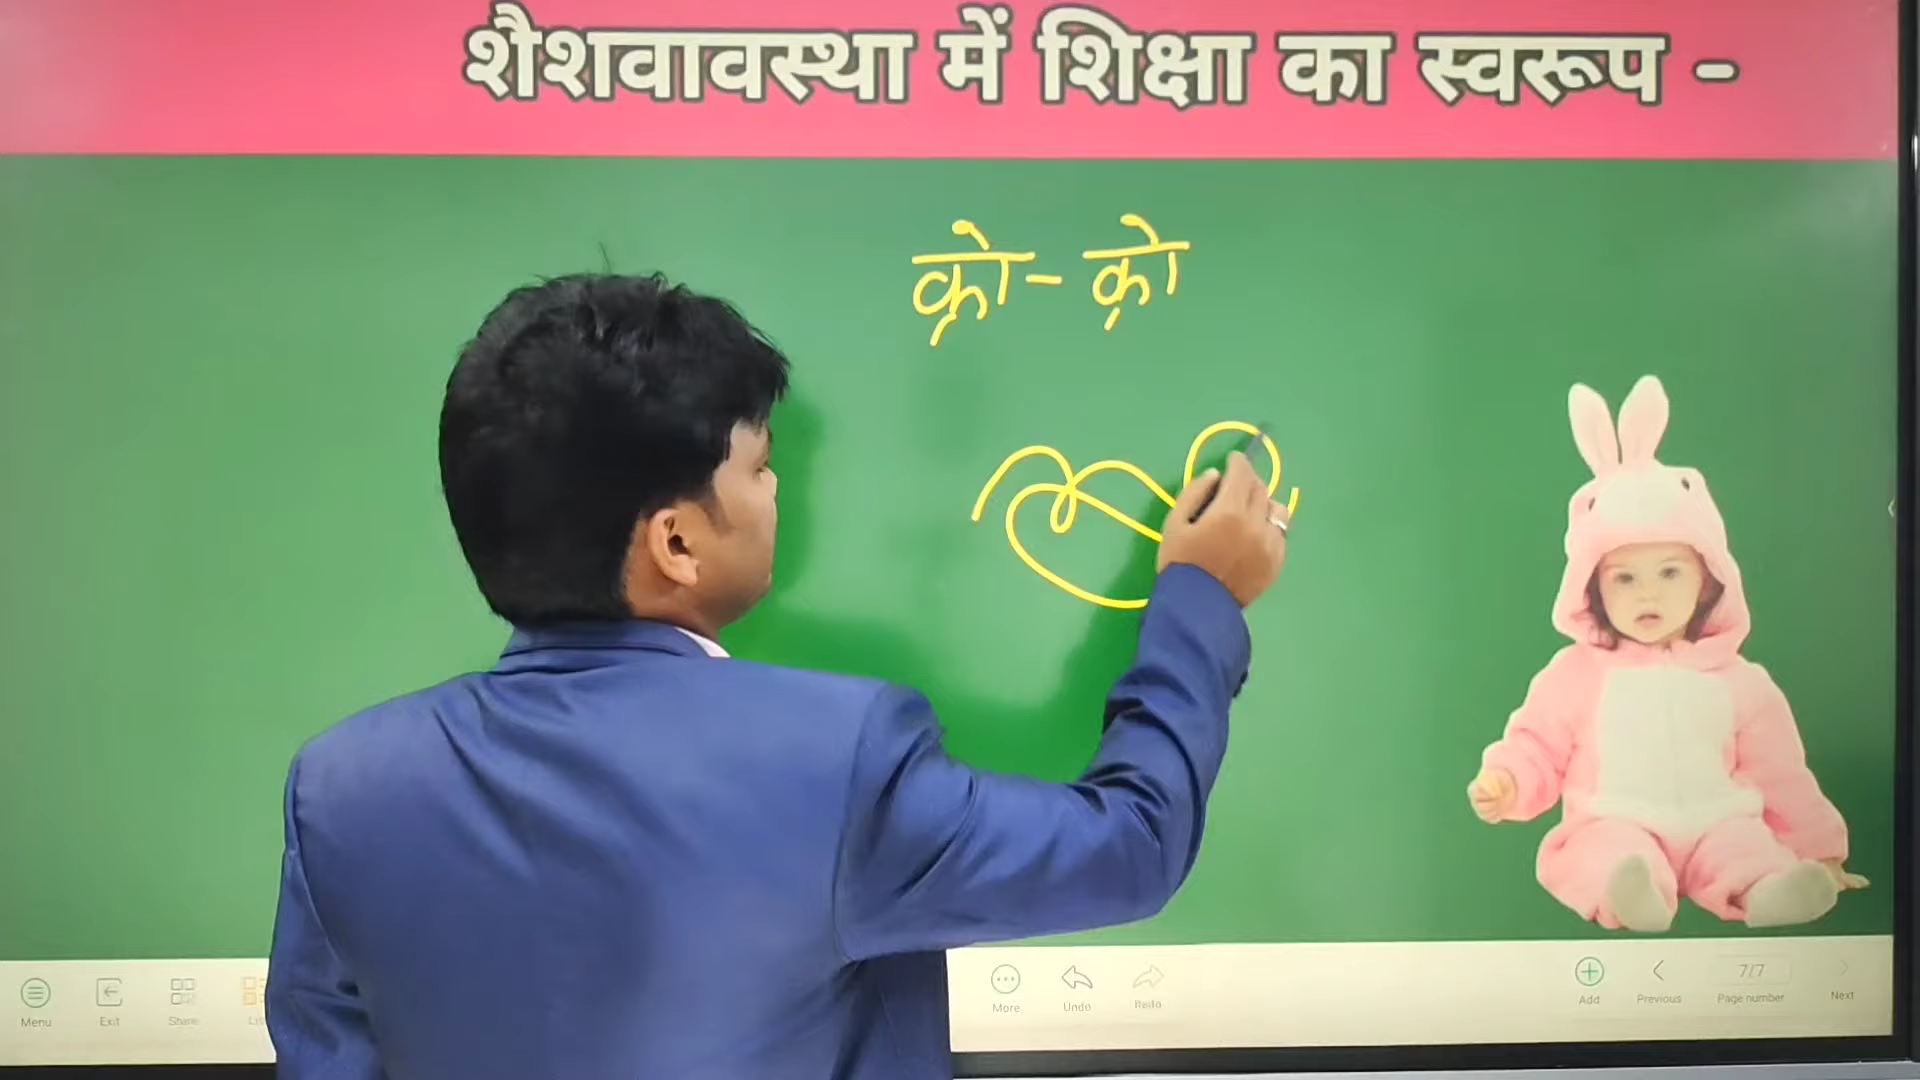 शैशवावस्था में शिक्षा का स्वरूप -
क्रो - क्रो
Menu
Exit
Share
More
Undo
Redo
Add
Previous
7/7
Page number
Next